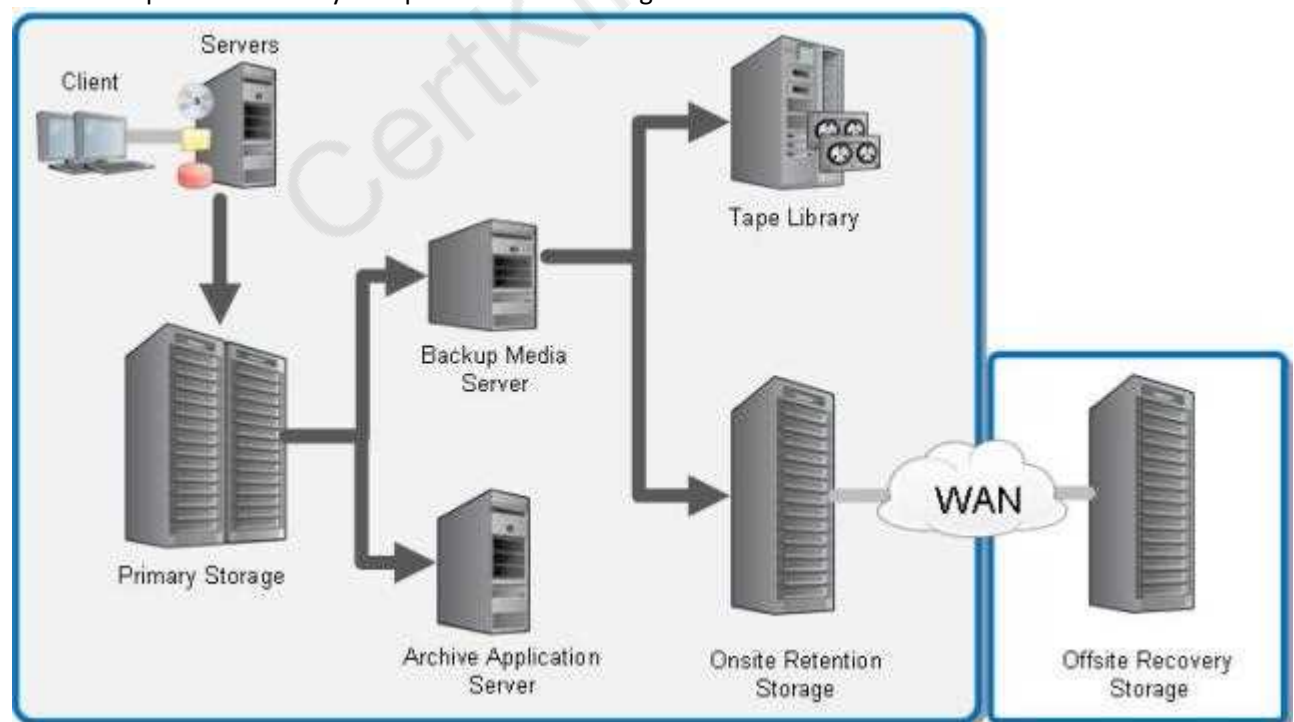 Servers
Client
Tape Library
Backup Media
Server
Primary Storage
WAN
Archive Application
Server
Onsite Retention
Storage
Offsite Recovery
Storage